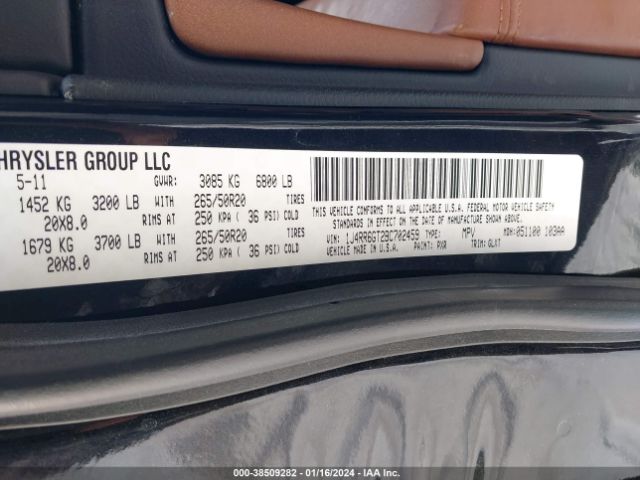 HRYSLER GROUP LLC
5-11 GVWR: 3085 KG 6800 LB
1452 KG 3200 LB WITH 265/50R20 TIRES
20X8.0 RIMS AT 250 KPA ( 36 PSI) COLD
1679 KG 3700 LB WITH 265/50R20 TIRES
20X8.0 RIMS AT 250 KPA ( 36 PSI) COLD
THIS VEHICLE CONFORMS TO ALL APPLICABLE U.S.A. FEDERAL MOTOR VEHICLE SAFETY
STANDARDS IN EFFECT ON THE DATE OF MANUFACTURE SHOWN ABOVE.
VIN: 1J4RR6GT2BC702459 TYPE: MPV MDH: 051100 103AA
VEHICLE MADE IN U.S.A. PAINT: PXR TRIM: GLXT
000-38509282 - 01/16/2024 - IAA Inc.